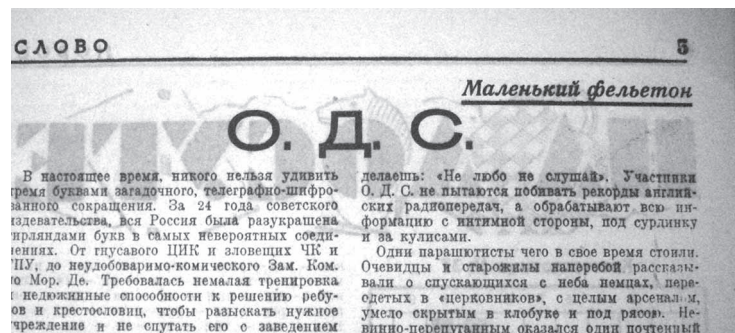 СЛОВО 5
Маленький фельетон
О. Д. С.
В настоящее время, никого нельзя удивить
тремя буквами загадочного, телеграфно-шифро-
ванного сокращения. За 24 года советского
издевательства, вся Россия была разукрашена
гирляндами букв в самых невероятных соеди-
нениях. От гнусавого ЦИК и зловещих ЧК и
ГПУ, до неудобоваримо-комического Зам. Ком.
по Мор. Де. Требовалась немалая тренировка
и недюжинные способности к решению ребу-
сов и крестословиц, чтобы разыскать нужное
учреждение и не спутать его с заведением
делаешь: «Не любо не слушай». Участники
О. Д. С. не пытаются побивать рекорды англий-
ских радиопередач, а обрабатывают всю ин-
формацию с интимной стороны, под сурдинку
и за кулисами.
Одни парашютисты чего в свое время стоили.
Очевидцы и старожилы наперебой рассказы-
вали о спускающихся с неба немцах, пере-
одетых в «церковников», с целым арсеналом,
умело скрытым в клобуке и под рясой. Не-
винно-перепуганным оказался один почтенный